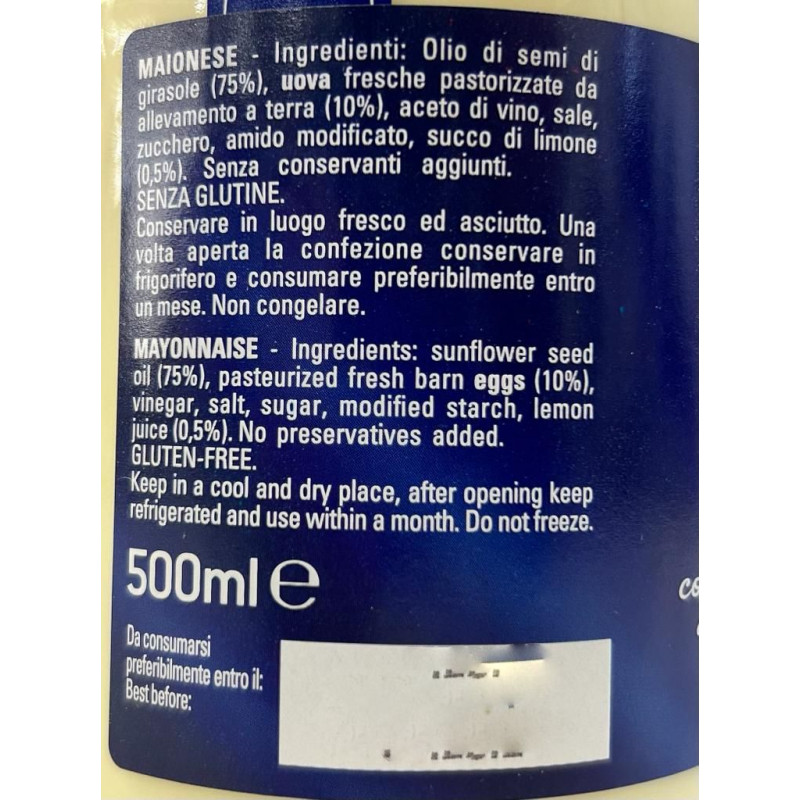 MAIONESE - Ingredienti: Olio di semi di
girasole (75%), uova fresche pastorizzate da
allevamento a terra (10%), aceto di vino, sale,
zucchero, amido modificato, succo di limone
(0,5%). Senza conservanti aggiunti.
SENZA GLUTINE.
Conservare in luogo fresco ed asciutto. Una
volta aperta la confezione conservare in
frigorifero e consumare preferibilmente entro
un mese. Non congelare.
MAYONNAISE - Ingredients: sunflower seed
oil (75%), pasteurized fresh barn eggs (10%),
vinegar, salt, sugar, modified starch, lemon
juice (0,5%). No preservatives added.
GLUTEN-FREE.
Keep in a cool and dry place, after opening keep
refrigerated and use within a month. Do not freeze.
500ml e
Da consumarsi
preferibilmente entro il:
Best before: